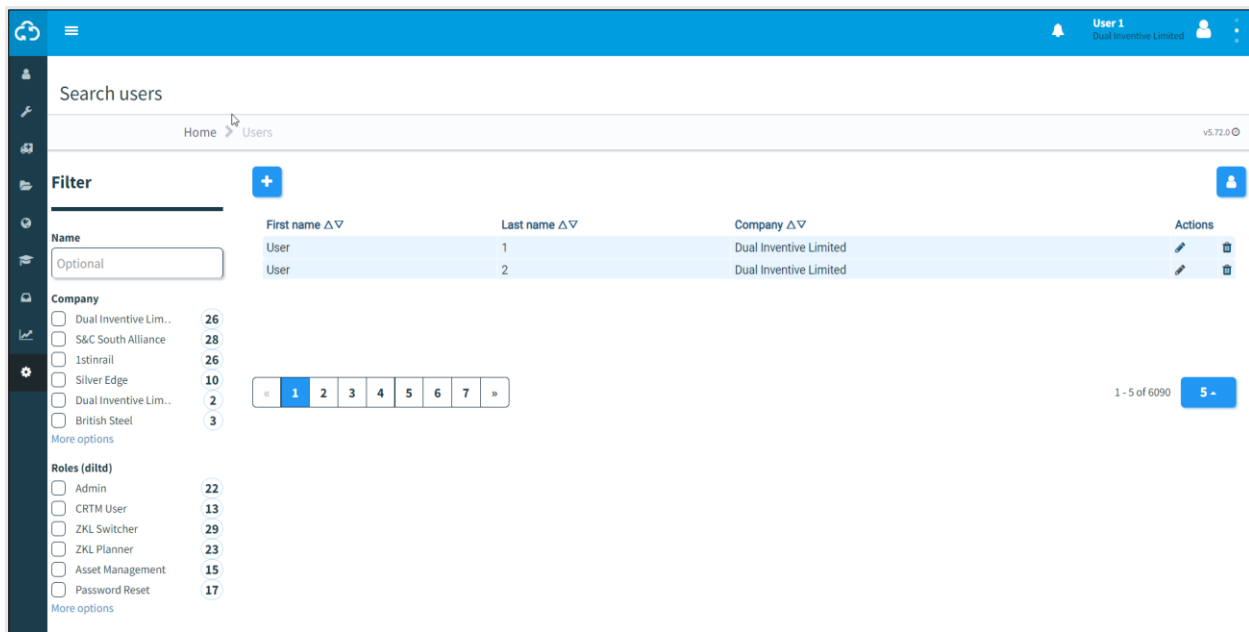 User 1
Dual Inventive Limited
Search users
Home Users
v5.72.0
Filter
Name
Optional
Company
Dual Inventive Lim.. 26
S&C South Alliance 28
1stinrail 26
Silver Edge 10
Dual Inventive Lim.. 2
British Steel 3
More options
Roles (diltd)
Admin 22
CRTM User 13
ZKL Switcher 29
ZKL Planner 23
Asset Management 15
Password Reset 17
More options
First name Last name Company Actions
User 1 Dual Inventive Limited
User 2 Dual Inventive Limited
« 1 2 3 4 5 6 7 »
1 - 5 of 6090 5